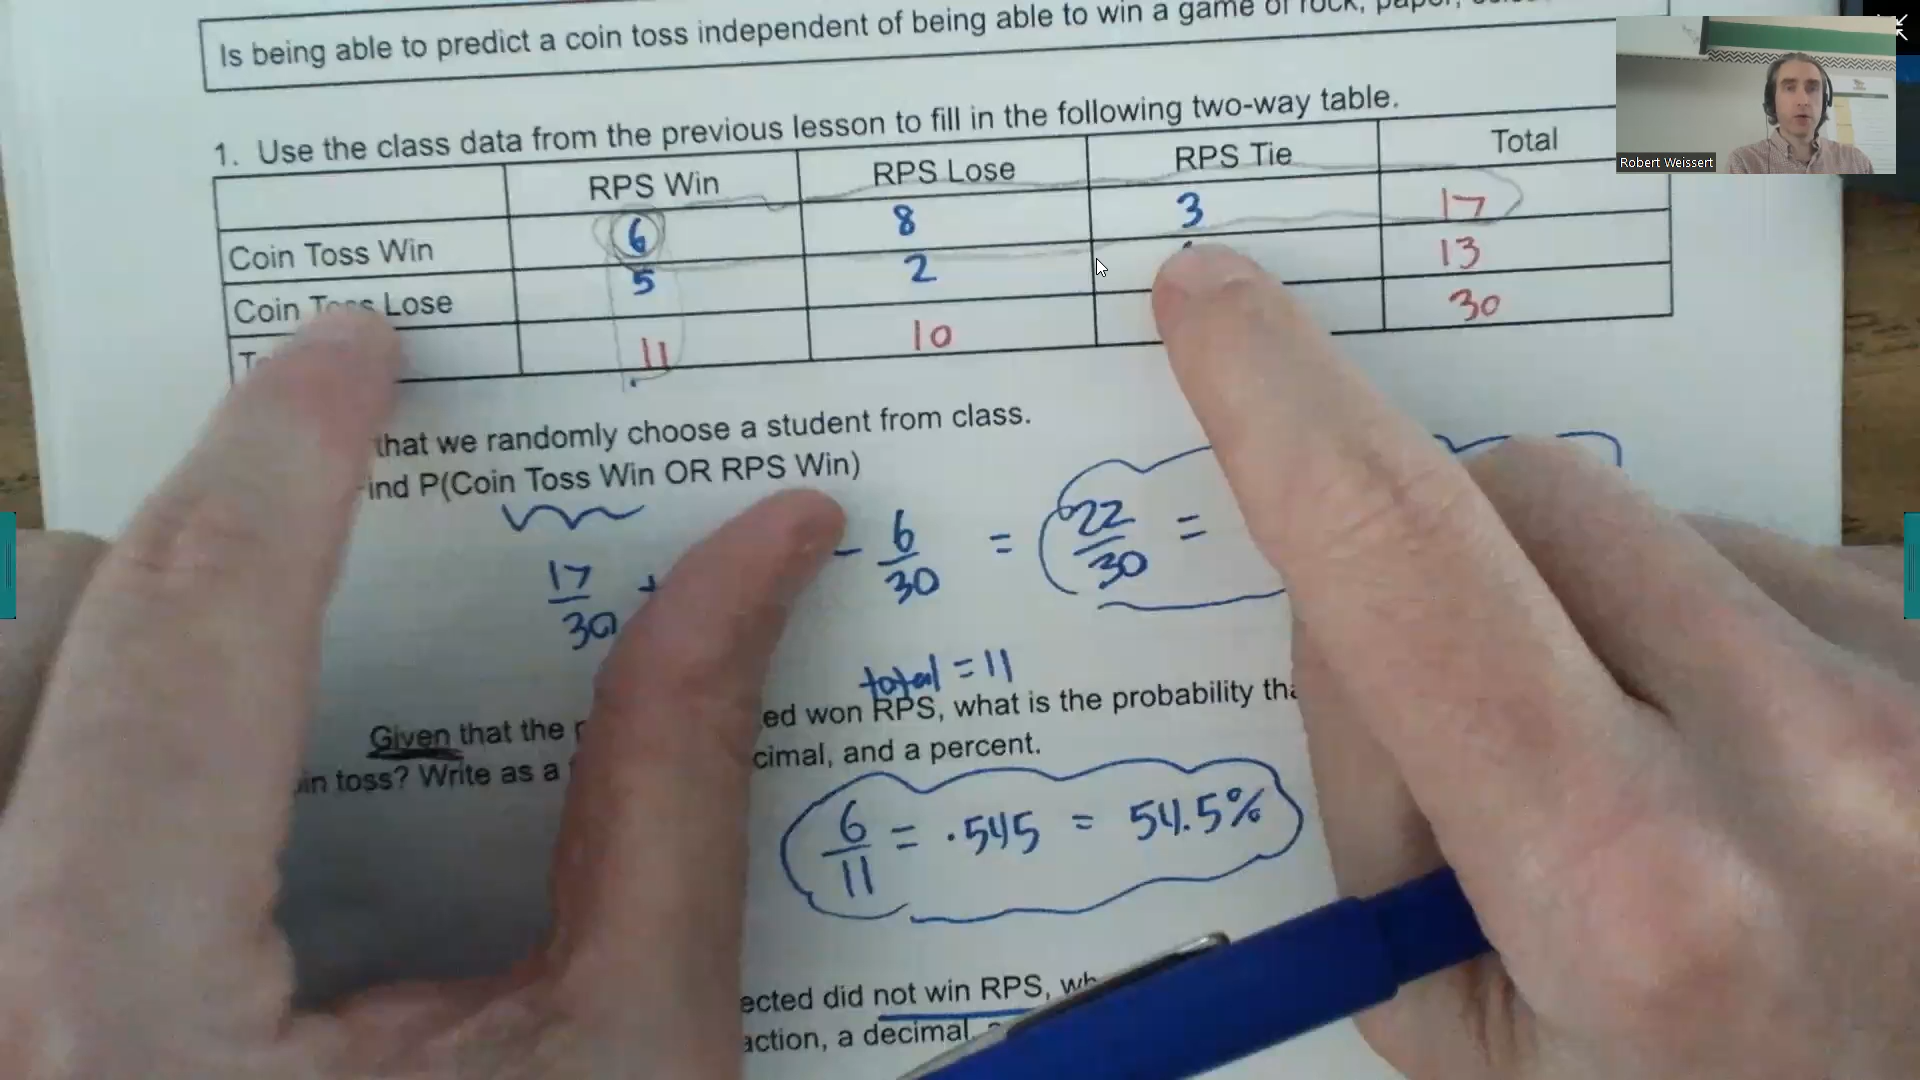 Is being able to predict a coin toss independent of being able to win a game of rock, paper,
Robert Weissert
1. Use the class data from the previous lesson to fill in the following two-way table.
RPS Win RPS Lose RPS Tie Total
Coin Toss Win 6 8 3 17
Coin Toss Lose 5 2 13
11 10 30
that we randomly choose a student from class.
ind P(Coin Toss Win OR RPS Win)
17/30 + - 6/30 = 22/30 =
total = 11
Given that the ed won RPS, what is the probability tha
in toss? Write as a cimal, and a percent.
6/11 = .545 = 54.5%
ected did not win RPS, wh
action, a decimal,